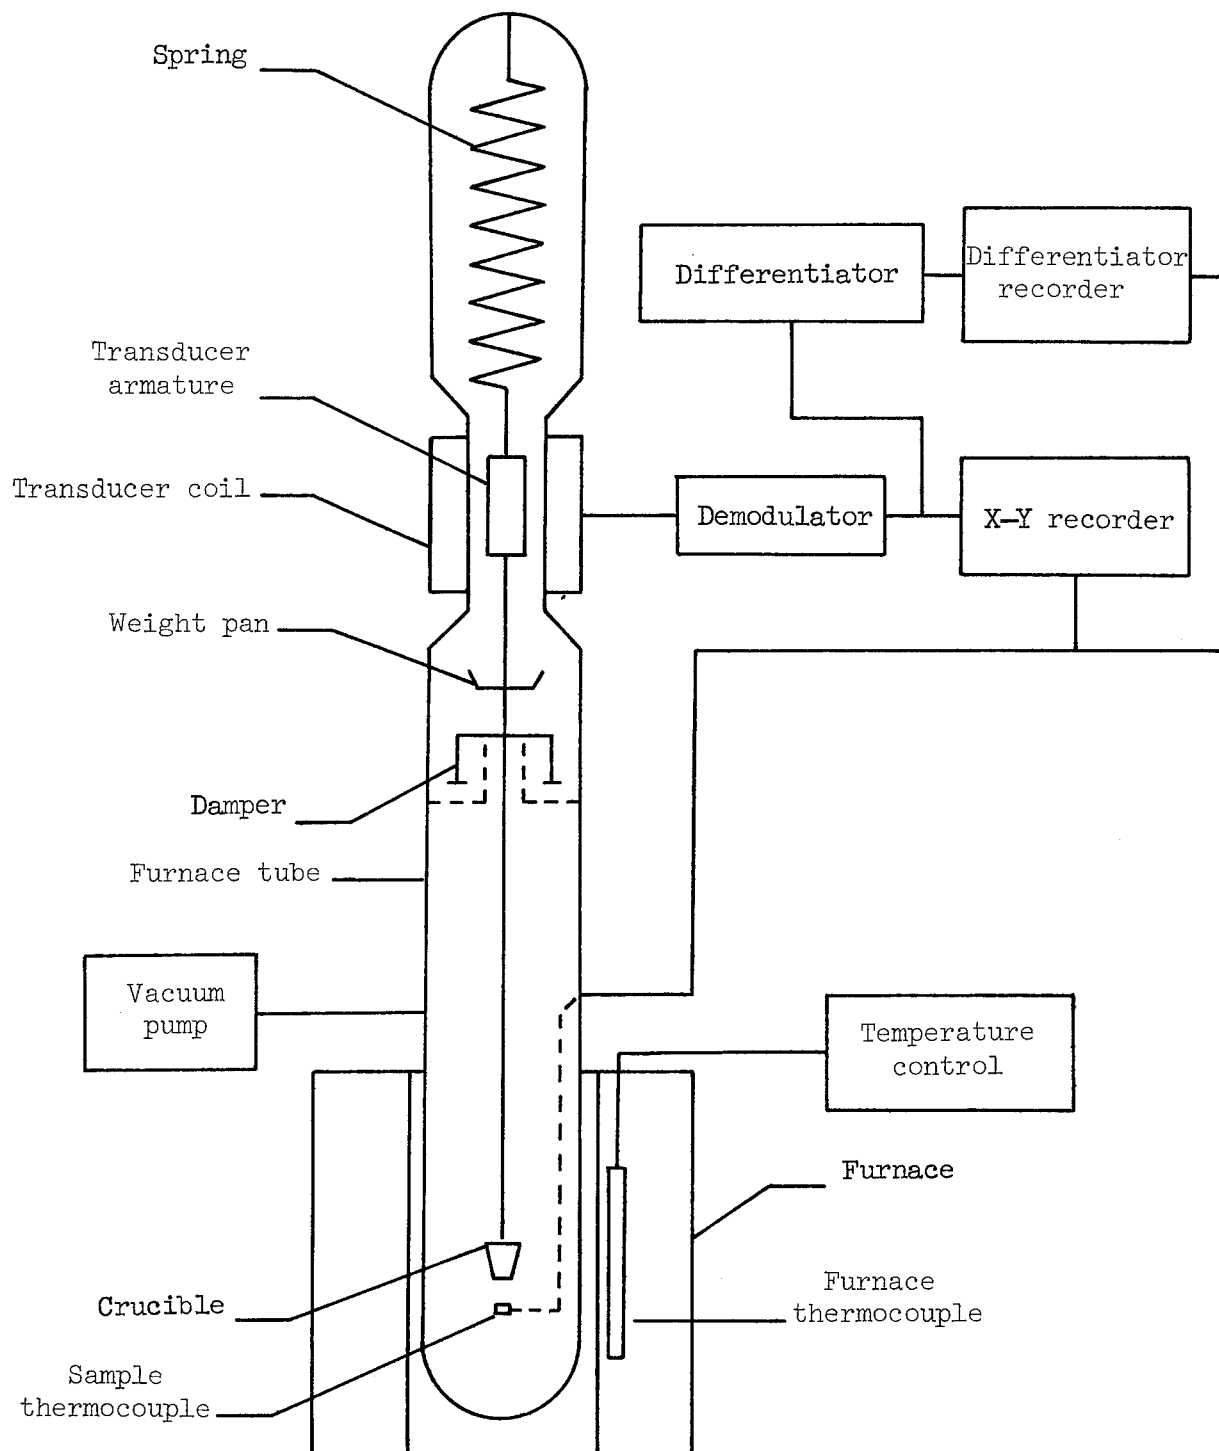 Spring
Differentiator
Differentiator
recorder
Transducer
armature
Transducer coil
Demodulator
X-Y recorder
Weight pan
Damper
Furnace tube
Vacuum
pump
Temperature
control
Furnace
Crucible
Furnace
thermocouple
Sample
thermocouple